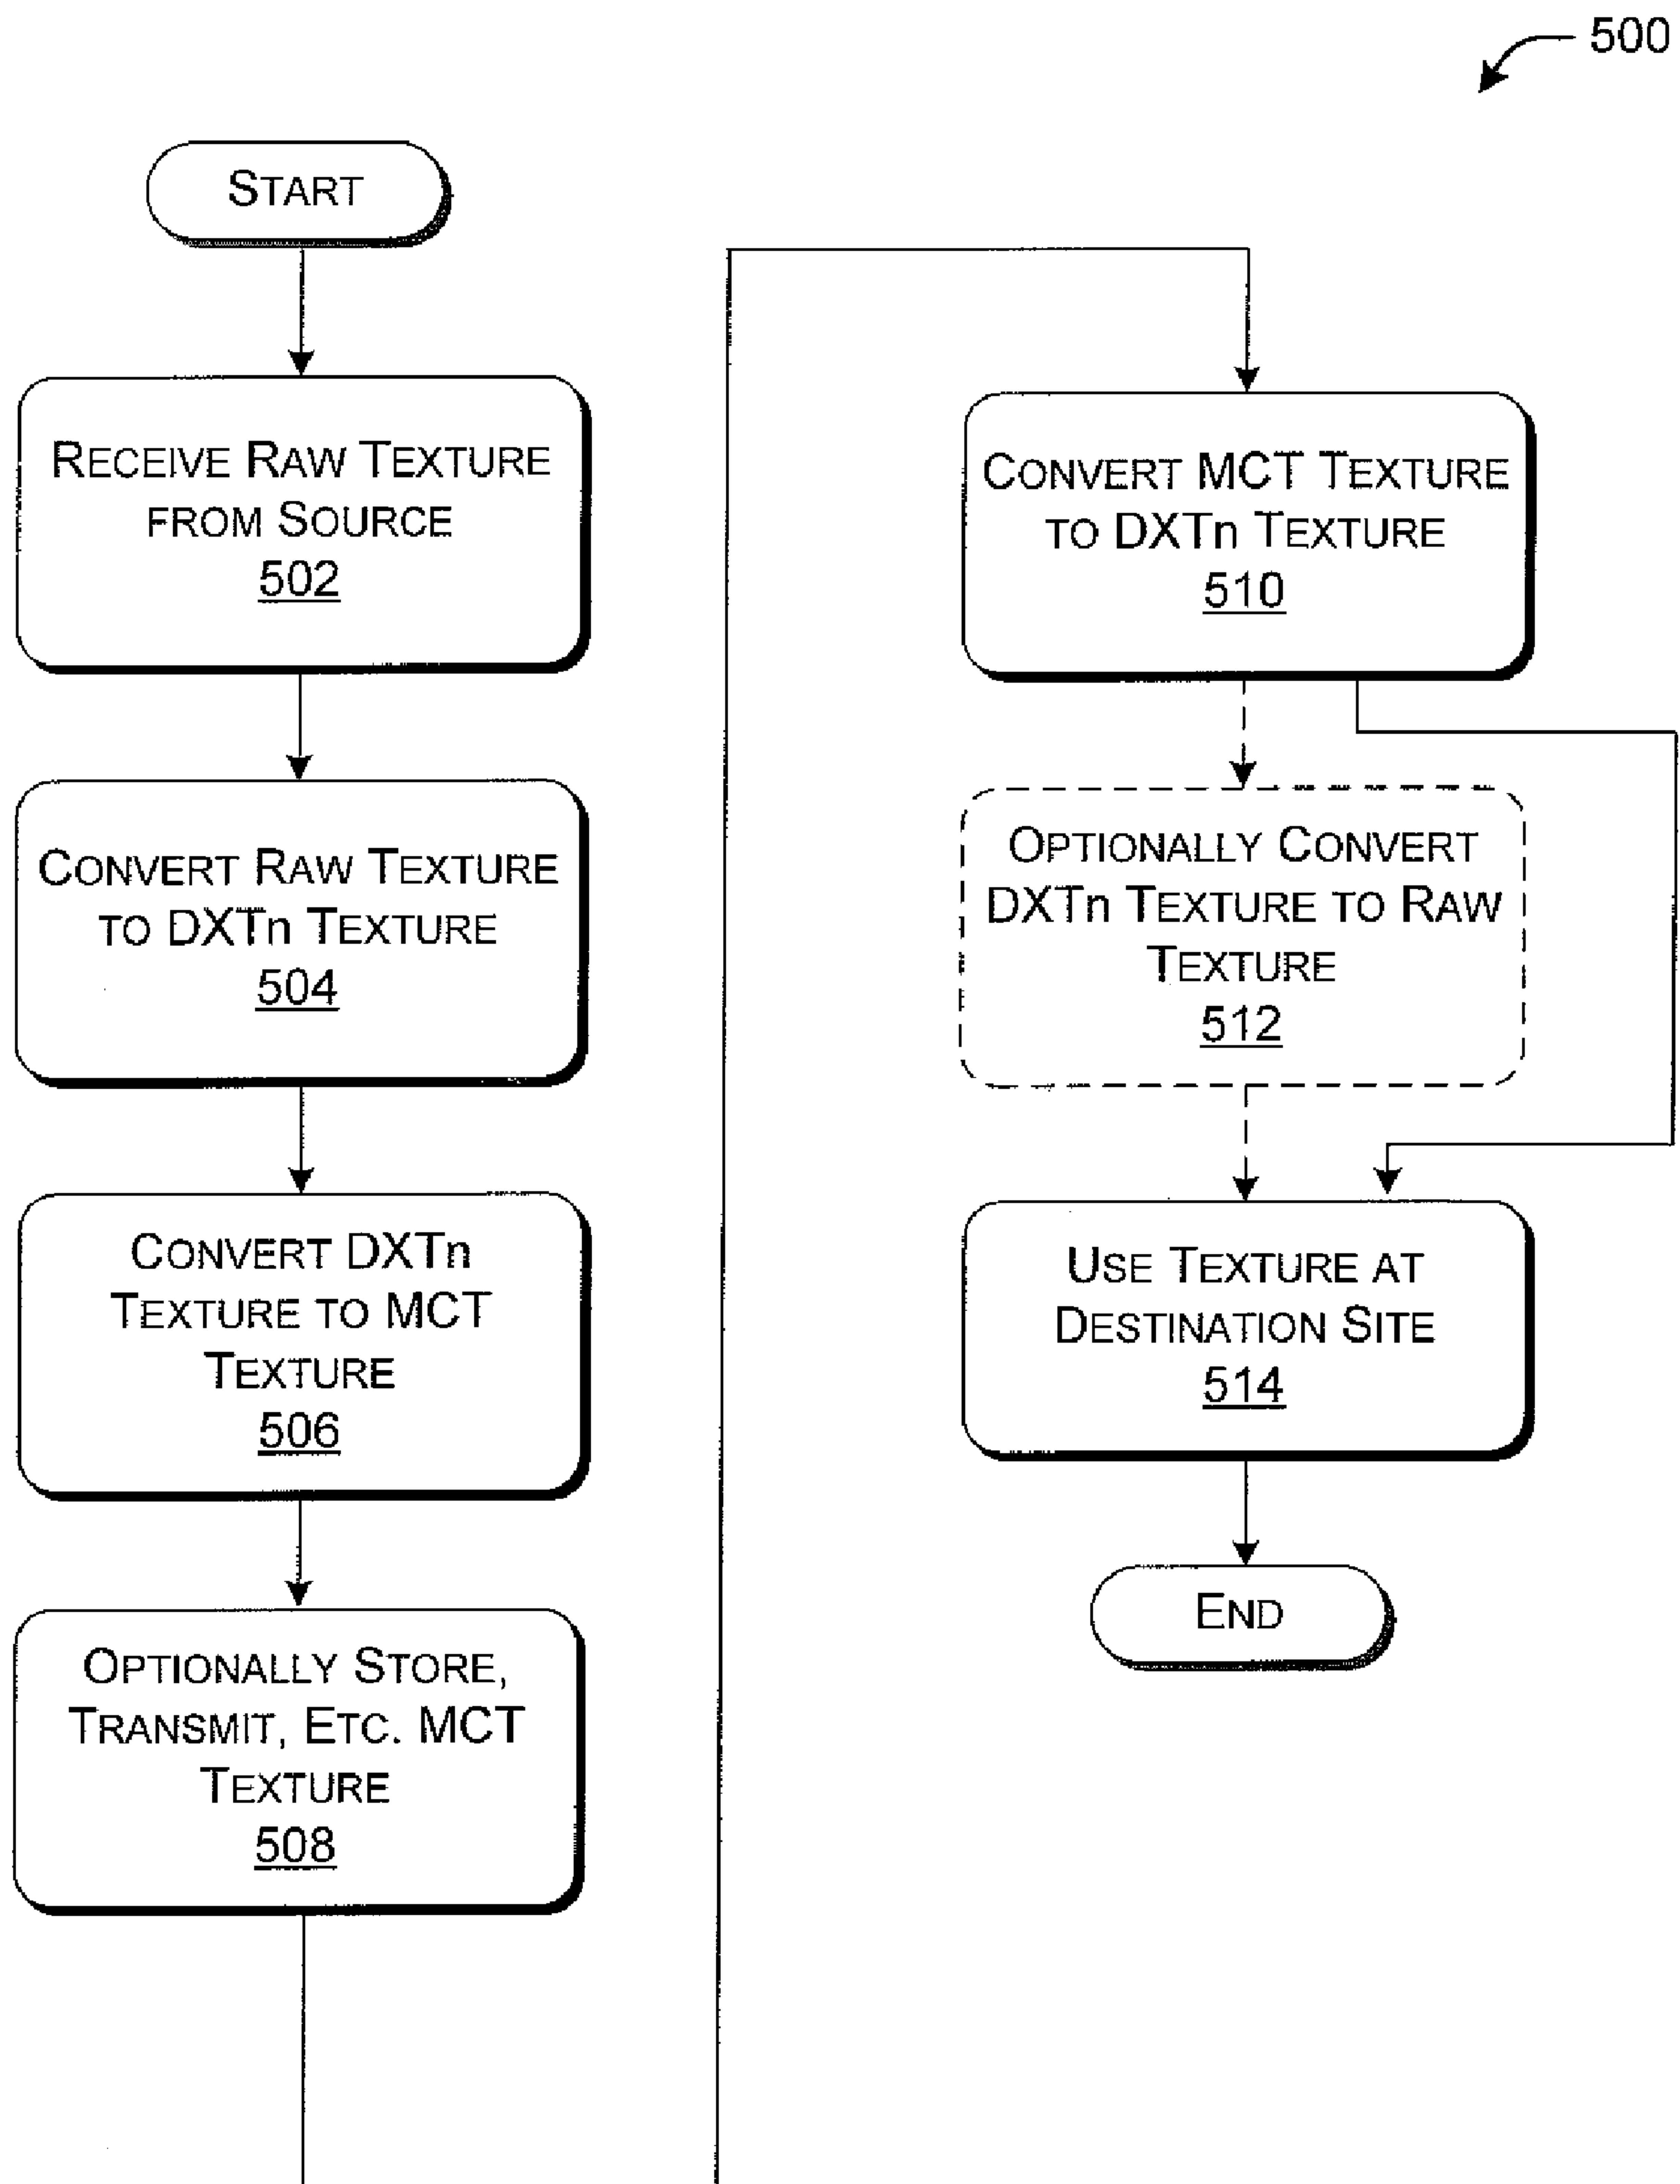 500
START
RECEIVE RAW TEXTURE
FROM SOURCE
502
CONVERT RAW TEXTURE
TO DXTn TEXTURE
504
CONVERT DXTn
TEXTURE TO MCT
TEXTURE
506
OPTIONALLY STORE,
TRANSMIT, ETC. MCT
TEXTURE
508
CONVERT MCT TEXTURE
TO DXTn TEXTURE
510
OPTIONALLY CONVERT
DXTn TEXTURE TO RAW
TEXTURE
512
USE TEXTURE AT
DESTINATION SITE
514
END